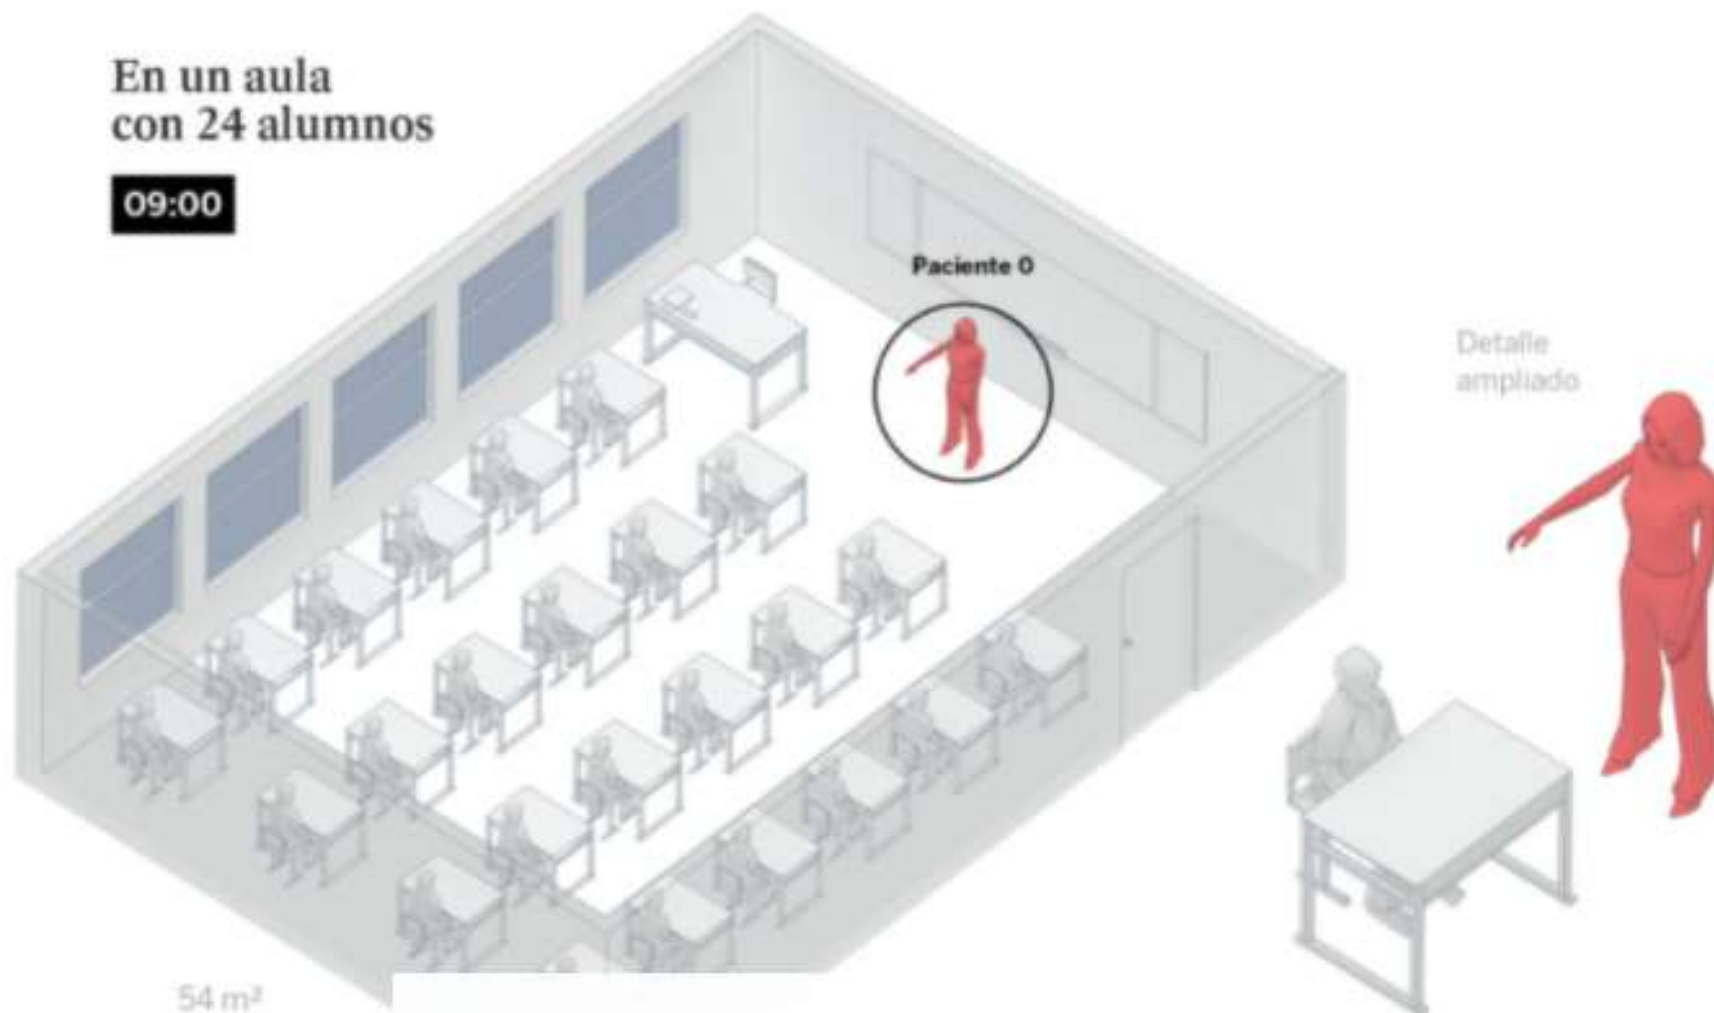 En un aula
con 24 alumnos
09:00
Paciente 0
Detalle
ampliado
54 m²